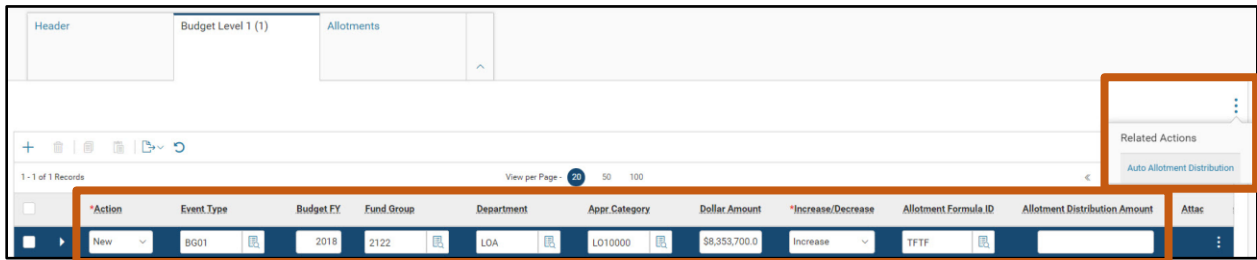 Header Budget Level 1 (1) Allotments
Related Actions
Auto Allotment Distribution
1 - 1 of 1 Records View per Page - 20 50 100
*Action Event Type Budget FY Fund Group Department Appr Category Dollar Amount *Increase/Decrease Allotment Formula ID Allotment Distribution Amount Attac
New BG01 2018 2122 LOA LO10000 $8,353,700.0 Increase TFTF